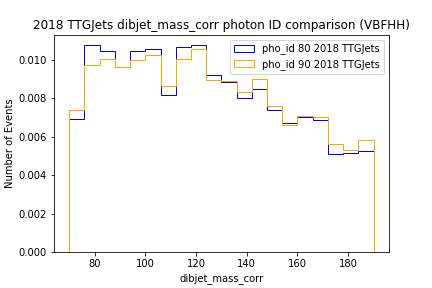 2018 TTGJets dibjet_mass_corr photon ID comparison (VBFHH)
pho_id 80 2018 TTGJets
pho_id 90 2018 TTGJets
Number of Events
0.010
0.008
0.006
0.004
0.002
0.000
80 100 120 140 160 180
dibjet_mass_corr